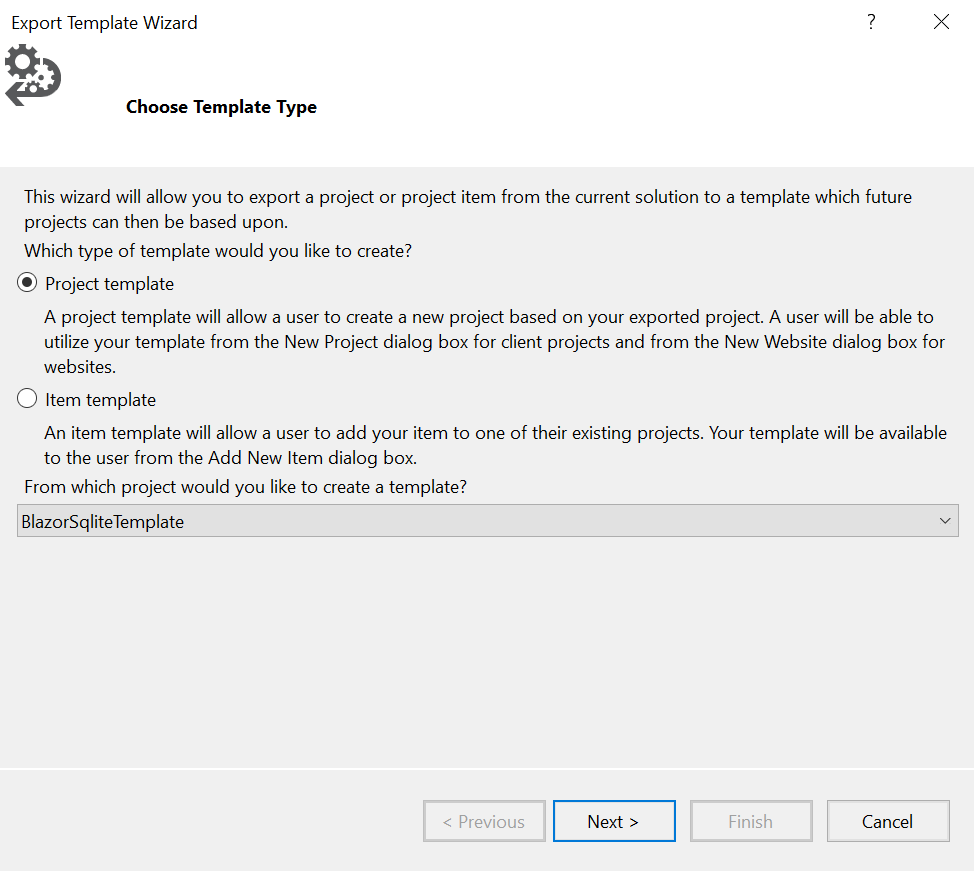 Export Template Wizard
?
Choose Template Type
This wizard will allow you to export a project or project item from the current solution to a template which future
projects can then be based upon.
Which type of template would you like to create?
Project template
A project template will allow a user to create a new project based on your exported project. A user will be able to
utilize your template from the New Project dialog box for client projects and from the New Website dialog box for
websites.
Item template
An item template will allow a user to add your item to one of their existing projects. Your template will be available
to the user from the Add New Item dialog box.
From which project would you like to create a template?
BlazorSqliteTemplate
< Previous
Next >
Finish
Cancel